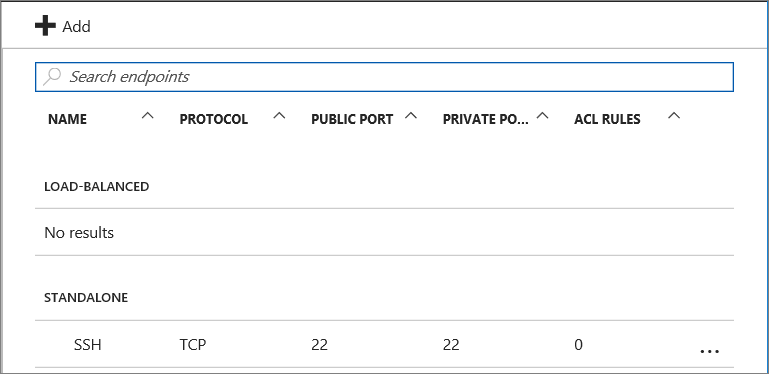 Add
Search endpoints
NAME PROTOCOL PUBLIC PORT PRIVATE PO... ACL RULES
LOAD-BALANCED
No results
STANDALONE
SSH TCP 22 22 0 ...